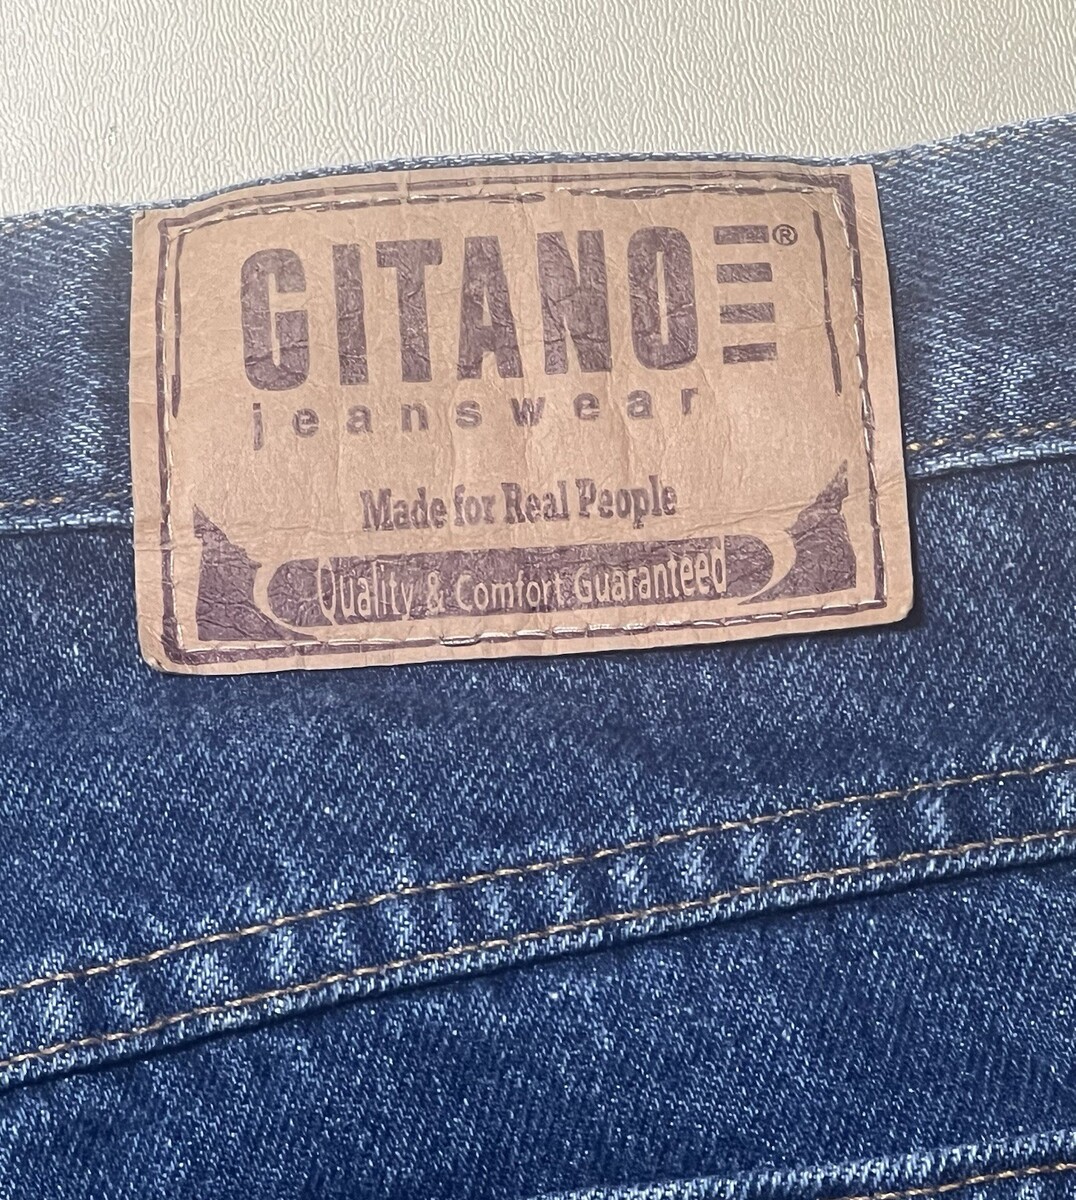 GITANO®
jeanswear
Made for Real People
Quality & Comfort Guaranteed